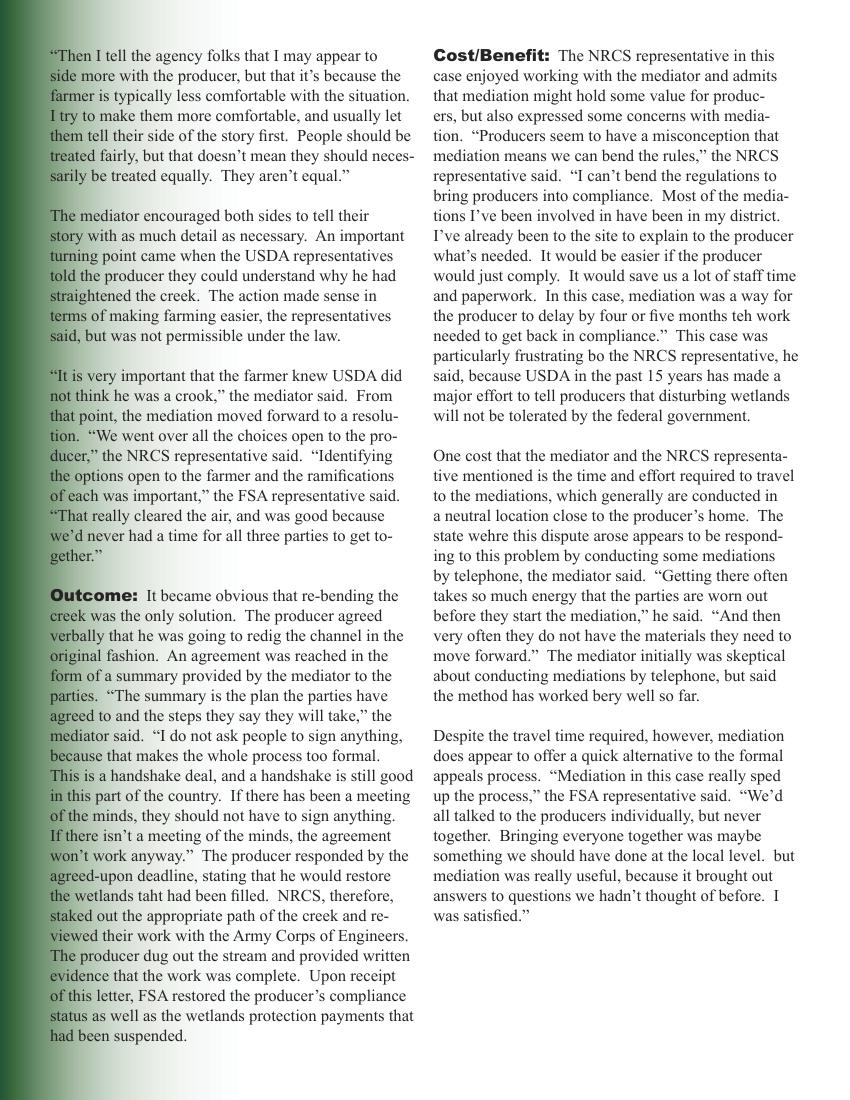 “Then I tell the agency folks that I may appear to
side more with the producer, but that it’s because the
farmer is typically less comfortable with the situation.
I try to make them more comfortable, and usually let
them tell their side of the story first.  People should be
treated fairly, but that doesn’t mean they should neces-
sarily be treated equally.  They aren’t equal.”

The mediator encouraged both sides to tell their
story with as much detail as necessary.  An important
turning point came when the USDA representatives
told the producer they could understand why he had
straightened the creek.  The action made sense in
terms of making farming easier, the representatives
said, but was not permissible under the law.

“It is very important that the farmer knew USDA did
not think he was a crook,” the mediator said.  From
that point, the mediation moved forward to a resolu-
tion.  “We went over all the choices open to the pro-
ducer,” the NRCS representative said.  “Identifying
the options open to the farmer and the ramifications
of each was important,” the FSA representative said.
“That really cleared the air, and was good because
we’d never had a time for all three parties to get to-
gether.”

Outcome:  It became obvious that re-bending the
creek was the only solution.  The producer agreed
verbally that he was going to redig the channel in the
original fashion.  An agreement was reached in the
form of a summary provided by the mediator to the
parties.  “The summary is the plan the parties have
agreed to and the steps they say they will take,” the
mediator said.  “I do not ask people to sign anything,
because that makes the whole process too formal.
This is a handshake deal, and a handshake is still good
in this part of the country.  If there has been a meeting
of the minds, they should not have to sign anything.
If there isn’t a meeting of the minds, the agreement
won’t work anyway.”  The producer responded by the
agreed-upon deadline, stating that he would restore
the wetlands taht had been filled.  NRCS, therefore,
staked out the appropriate path of the creek and re-
viewed their work with the Army Corps of Engineers.
The producer dug out the stream and provided written
evidence that the work was complete.  Upon receipt
of this letter, FSA restored the producer’s compliance
status as well as the wetlands protection payments that
had been suspended.

Cost/Benefit:  The NRCS representative in this
case enjoyed working with the mediator and admits
that mediation might hold some value for produc-
ers, but also expressed some concerns with media-
tion.  “Producers seem to have a misconception that
mediation means we can bend the rules,” the NRCS
representative said.  “I can’t bend the regulations to
bring producers into compliance.  Most of the media-
tions I’ve been involved in have been in my district.
I’ve already been to the site to explain to the producer
what’s needed.  It would be easier if the producer
would just comply.  It would save us a lot of staff time
and paperwork.  In this case, mediation was a way for
the producer to delay by four or five months teh work
needed to get back in compliance.”  This case was
particularly frustrating bo the NRCS representative, he
said, because USDA in the past 15 years has made a
major effort to tell producers that disturbing wetlands
will not be tolerated by the federal government.

One cost that the mediator and the NRCS representa-
tive mentioned is the time and effort required to travel
to the mediations, which generally are conducted in
a neutral location close to the producer’s home.  The
state wehre this dispute arose appears to be respond-
ing to this problem by conducting some mediations
by telephone, the mediator said.  “Getting there often
takes so much energy that the parties are worn out
before they start the mediation,” he said.  “And then
very often they do not have the materials they need to
move forward.”  The mediator initially was skeptical
about conducting mediations by telephone, but said
the method has worked bery well so far.

Despite the travel time required, however, mediation
does appear to offer a quick alternative to the formal
appeals process.  “Mediation in this case really sped
up the process,” the FSA representative said.  “We’d
all talked to the producers individually, but never
together.  Bringing everyone together was maybe
something we should have done at the local level.  but
mediation was really useful, because it brought out
answers to questions we hadn’t thought of before.  I
was satisfied.”